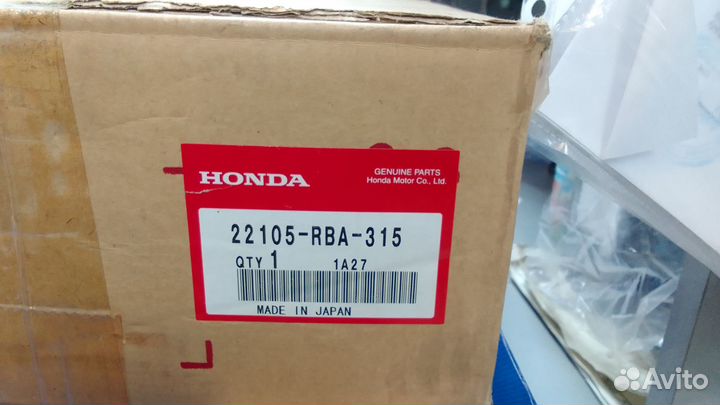 HONDA
GENUINE PARTS
Honda Motor Co., Ltd.
22105-RBA-315
QTY 1 1A27
MADE IN JAPAN
L
Avito